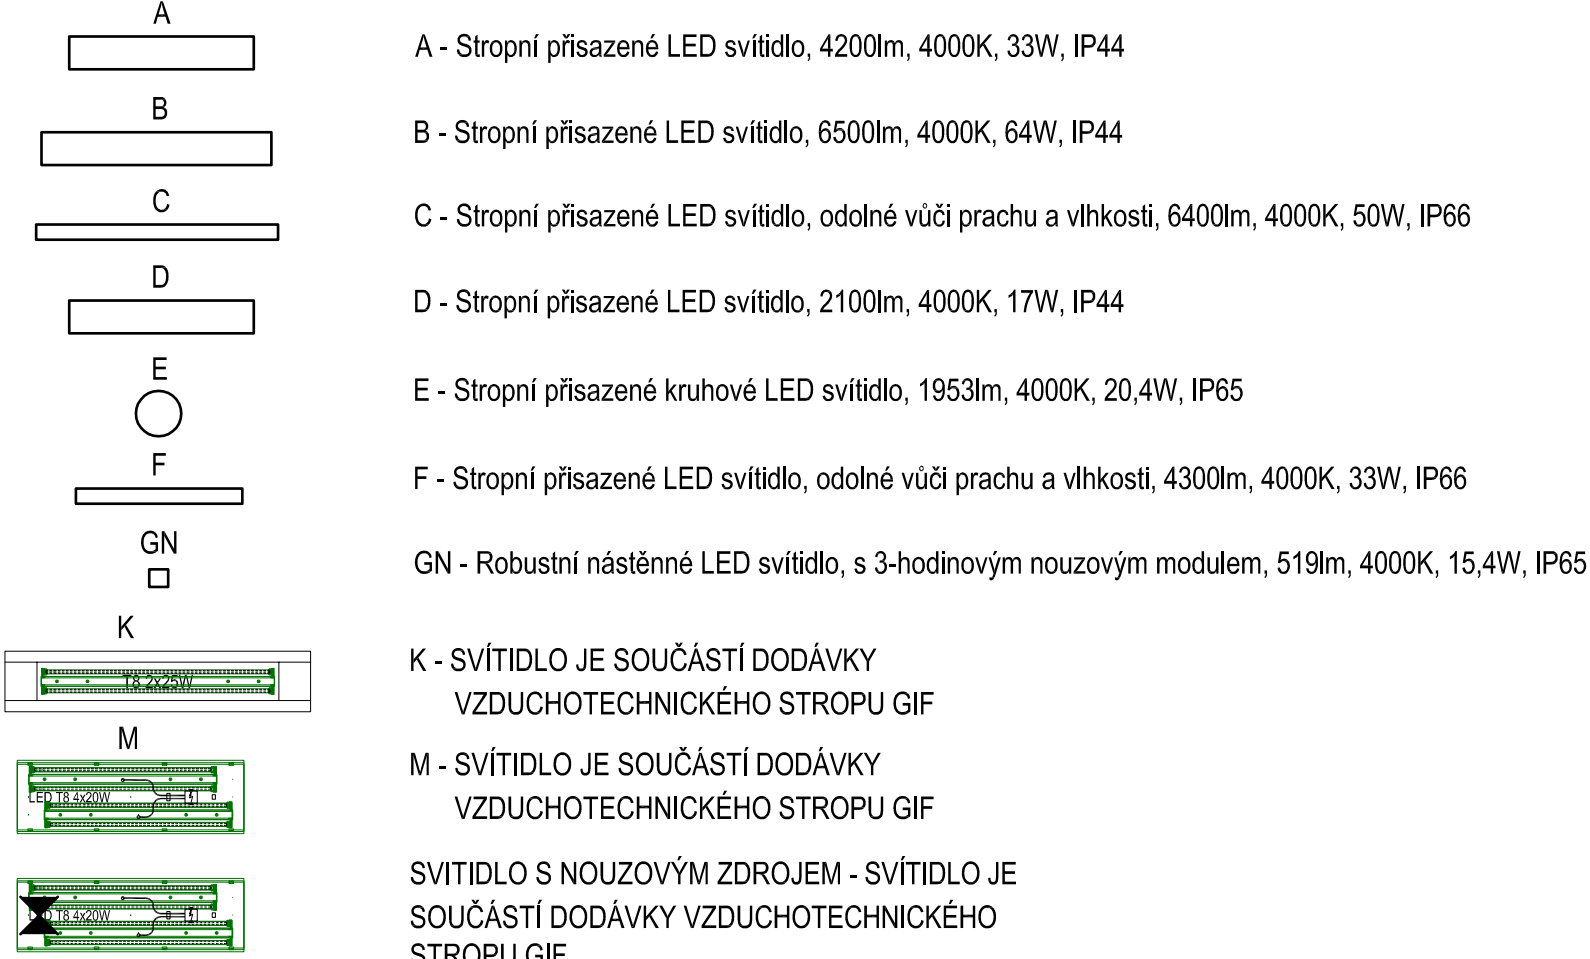 A
A - Stropní přisazené LED svítidlo, 4200lm, 4000K, 33W, IP44
B
B - Stropní přisazené LED svítidlo, 6500lm, 4000K, 64W, IP44
C
C - Stropní přisazené LED svítidlo, odolné vůči prachu a vlhkosti, 6400lm, 4000K, 50W, IP66
D
D - Stropní přisazené LED svítidlo, 2100lm, 4000K, 17W, IP44
E
E - Stropní přisazené kruhové LED svítidlo, 1953lm, 4000K, 20,4W, IP65
F
F - Stropní přisazené LED svítidlo, odolné vůči prachu a vlhkosti, 4300lm, 4000K, 33W, IP66
GN
GN - Robustní nástěnné LED svítidlo, s 3-hodinovým nouzovým modulem, 519lm, 4000K, 15,4W, IP65
K
T8 2x25W
K - SVÍTIDLO JE SOUČÁSTÍ DODÁVKY
VZDUCHOTECHNICKÉHO STROPU GIF
M
LED T8 4x20W
M - SVÍTIDLO JE SOUČÁSTÍ DODÁVKY
VZDUCHOTECHNICKÉHO STROPU GIF
T8 4x20W
SVITIDLO S NOUZOVÝM ZDROJEM - SVÍTIDLO JE
SOUČÁSTÍ DODÁVKY VZDUCHOTECHNICKÉHO
STROPU GIF